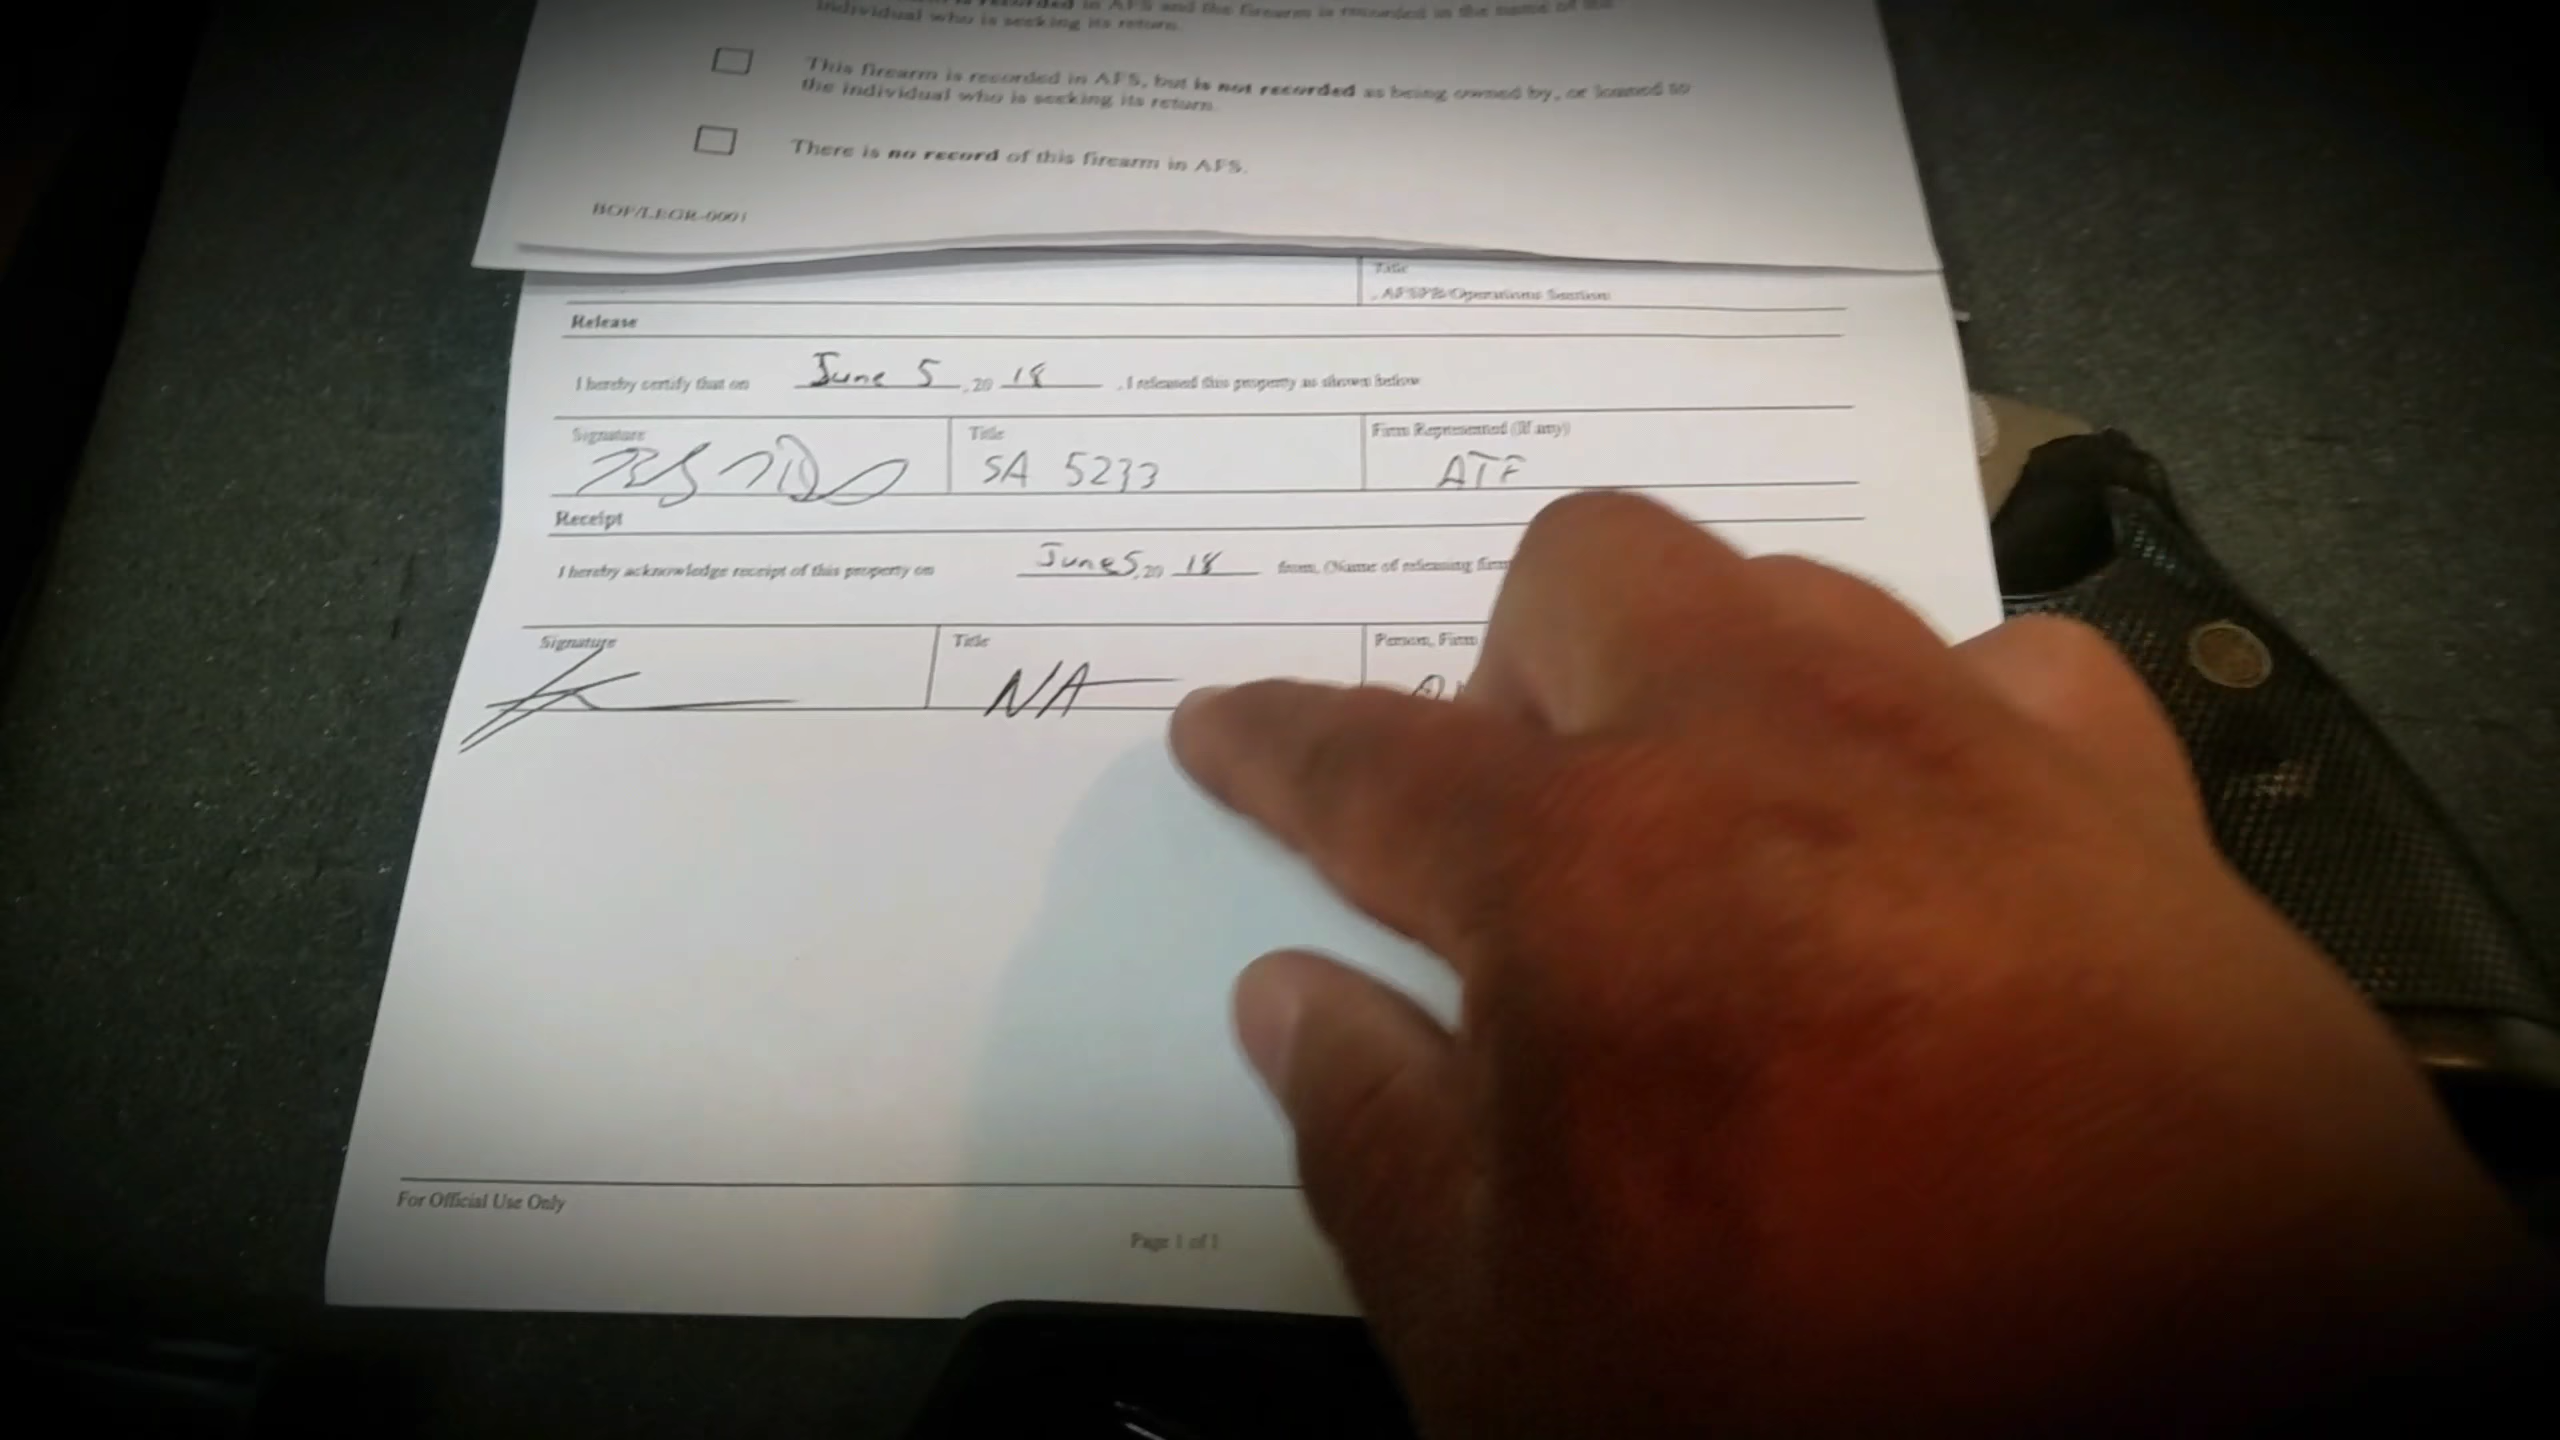 individual who is seeking its return.
This firearm is recorded in AFS, but is not recorded as being owned by, or loaned to
the individual who is seeking its return.
There is no record of this firearm in AFS.
BOF/LEGR-0001
Title
Operations Section
Release
I hereby certify that on June 5, 20 18, I released this property as shown below
Signature Title Firm Represented (If any)
SA 5233 ATF
Receipt
I hereby acknowledge receipt of this property on June 5, 20 18 from, (Name of releasing firm
Signature Title Person, Firm
NA
For Official Use Only
Page 1 of 1